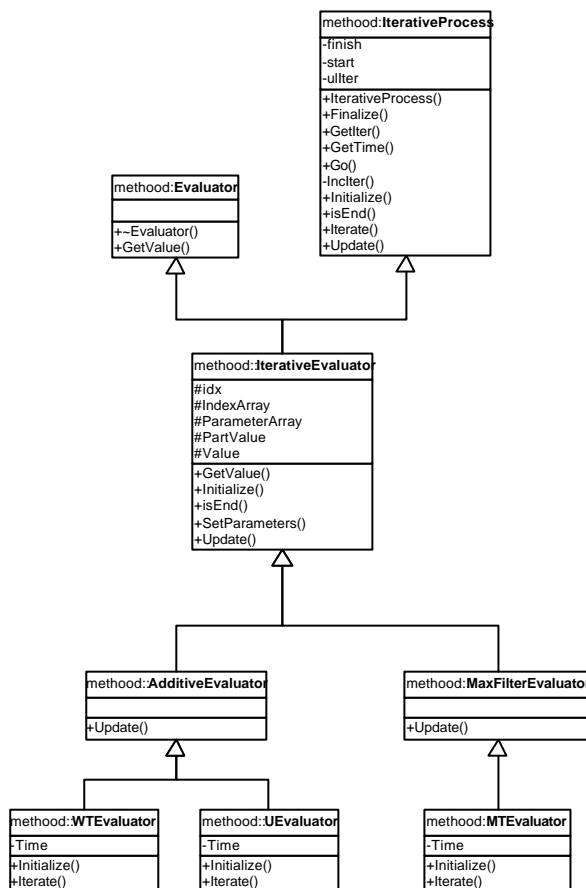 methood:IterativeProcess
-finish
-start
-ulIter
+IterativeProcess()
+Finalize()
+GetIter()
+GetTime()
+Go()
-IncIter()
+Initialize()
+isEnd()
+Iterate()
+Update()
methood:Evaluator
+~Evaluator()
+GetValue()
methood::IterativeEvaluator
#idx
#IndexArray
#ParameterArray
#PartValue
#Value
+GetValue()
+Initialize()
+isEnd()
+SetParameters()
+Update()
methood::AdditiveEvaluator
+Update()
methood:MaxFilterEvaluator
+Update()
methood::WTEvaluator
-Time
+Initialize()
+Iterate()
methood::UEvaluator
-Time
+Initialize()
+Iterate()
methood:MTEvaluator
-Time
+Initialize()
+Iterate()